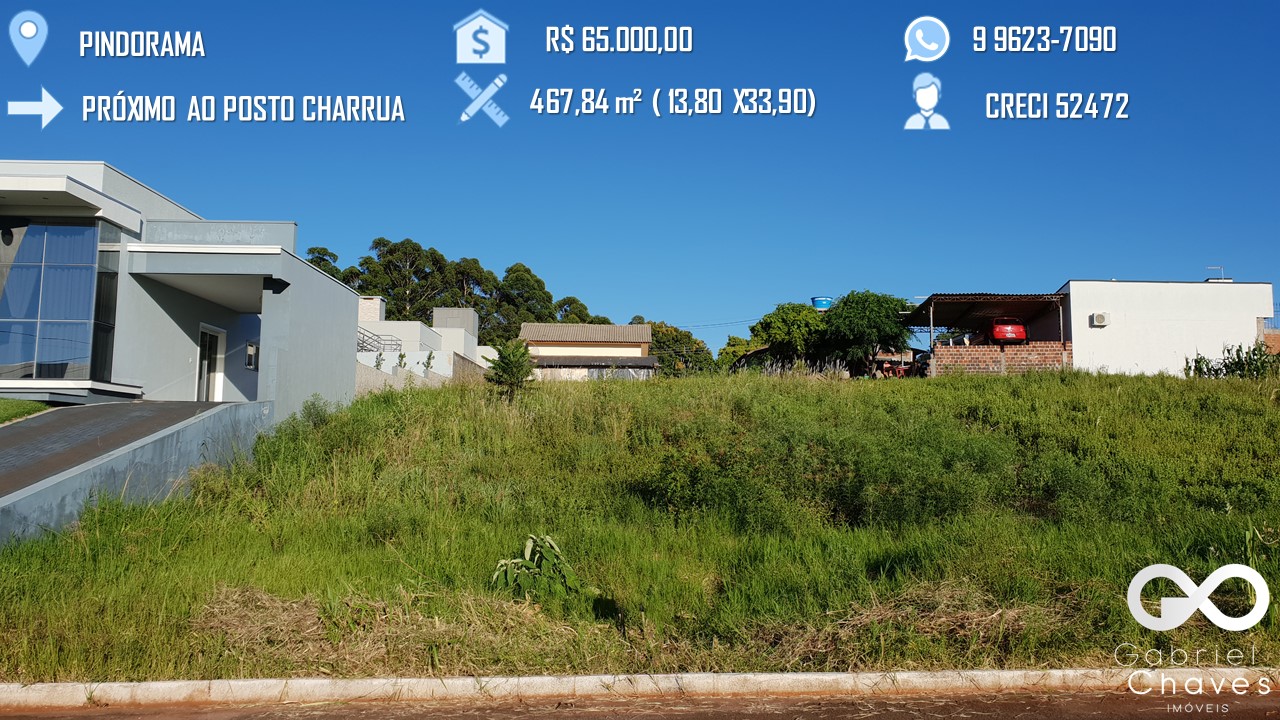 PINDORAMA
R$ 65.000,00
9 9623-7090
PRÓXIMO AO POSTO CHARRUA
467,84 m² ( 13,80 X33,90)
CRECI 52472
Gabriel
Chaves
IMÓVEIS